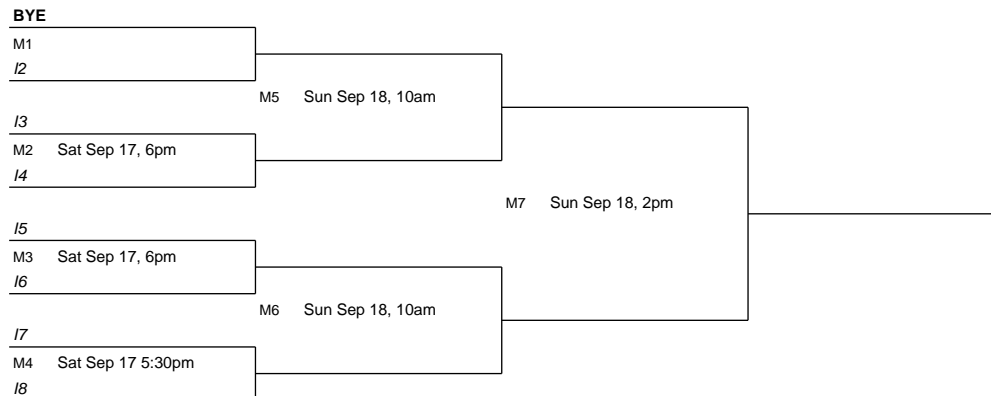 BYE
M1
I2
M5 Sun Sep 18, 10am
I3
M2 Sat Sep 17, 6pm
I4
M7 Sun Sep 18, 2pm
I5
M3 Sat Sep 17, 6pm
I6
M6 Sun Sep 18, 10am
I7
M4 Sat Sep 17 5:30pm
I8